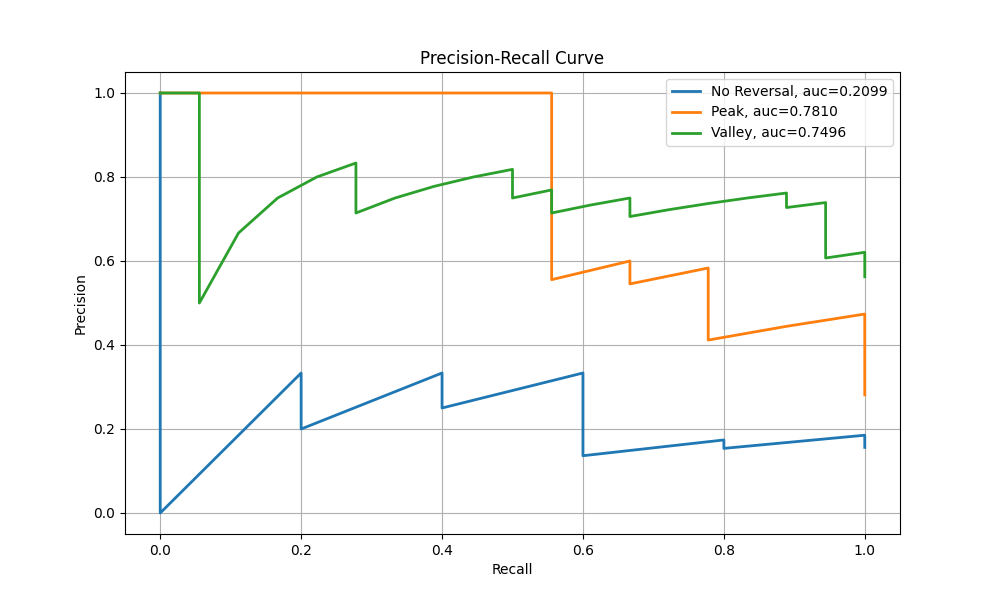 Precision-Recall Curve
No Reversal, auc=0.2099
Peak, auc=0.7810
Valley, auc=0.7496
Precision
1.0
0.8
0.6
0.4
0.2
0.0
0.0 0.2 0.4 0.6 0.8 1.0
Recall